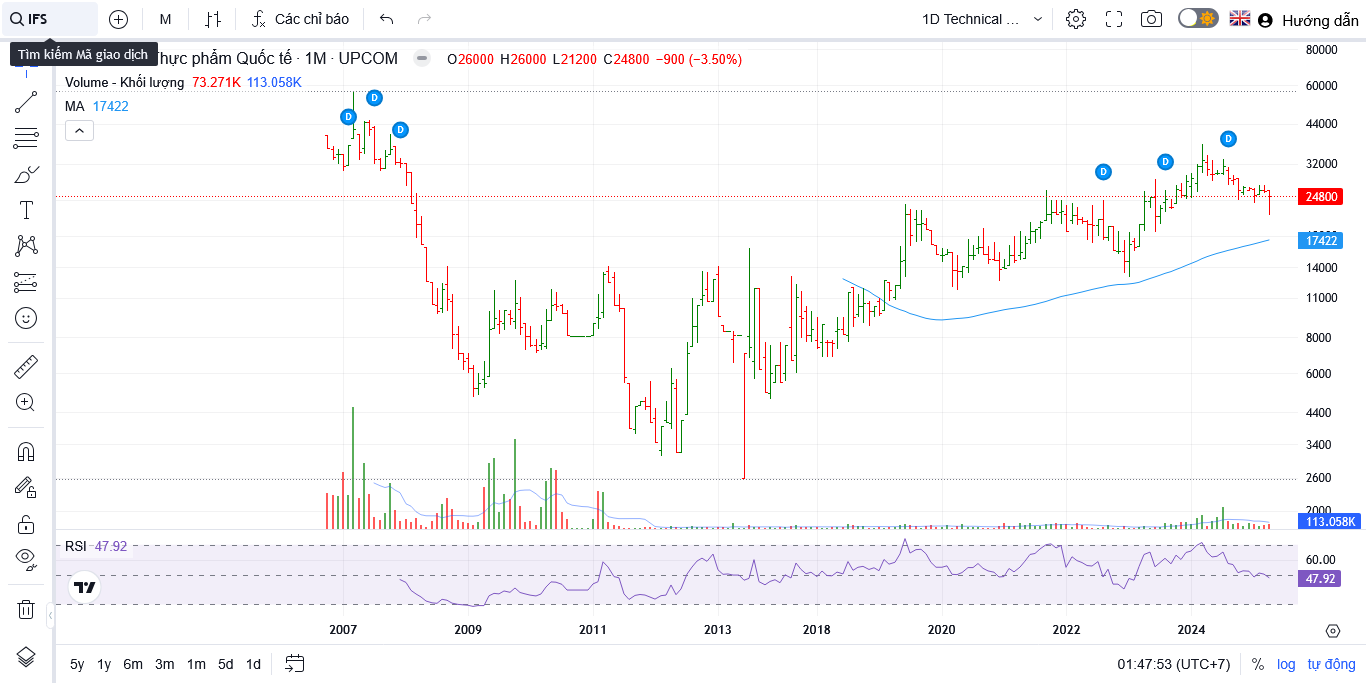 IFS M Các chỉ báo 1D Technical ... Hướng dẫn
Tìm kiếm Mã giao dịch
Thực phẩm Quốc tế · 1M · UPCOM O26000 H26000 L21200 C24800 −900 (−3.50%)
Volume - Khối lượng 73.271K 113.058K
MA 17422
D
D
D
D
D
D
80000
60000
44000
32000
24800
17422
14000
11000
8000
6000
4400
3400
2600
2000
113.058K
RSI 47.92
60.00
47.92
2007 2009 2011 2013 2018 2020 2022 2024
5y 1y 6m 3m 1m 5d 1d 01:47:53 (UTC+7) % log tự động